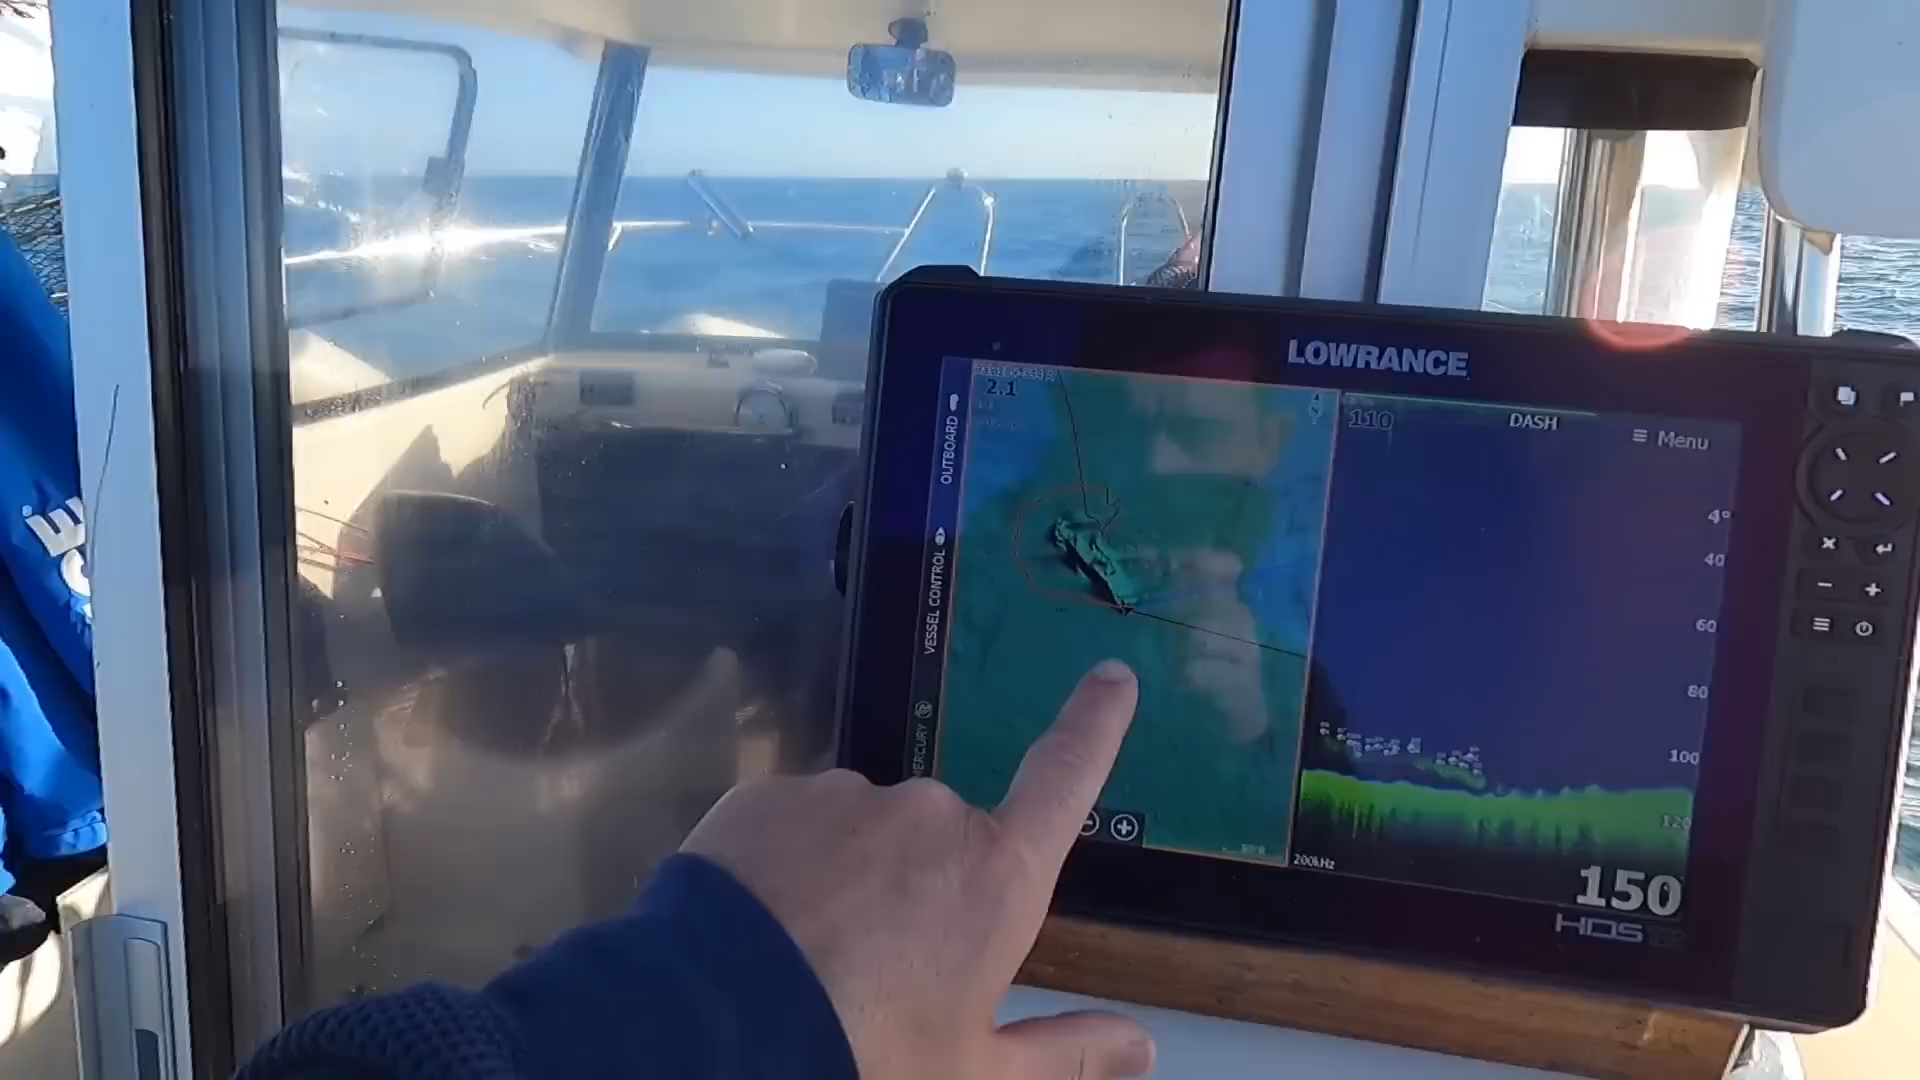 LOWRANCE
2.1
110
DASH
Menu
OUTBOARD
VESSEL CONTROL
MERCURY
4°
40
60
80
100
120
200kHz
150
HDS